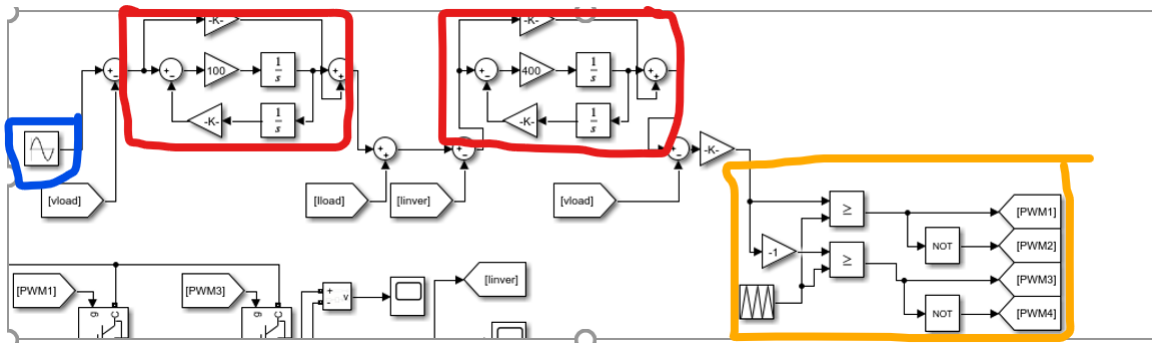 -K- -K-
100 1/s 400 1/s
-K- 1/s -K- 1/s
-K-
[vload] [Iload] [Iinver] [vload]
≥ [PWM1]
-1 NOT [PWM2]
≥ [PWM3]
NOT [PWM4]
[PWM1] [PWM3] v [Iinver]
g C g C